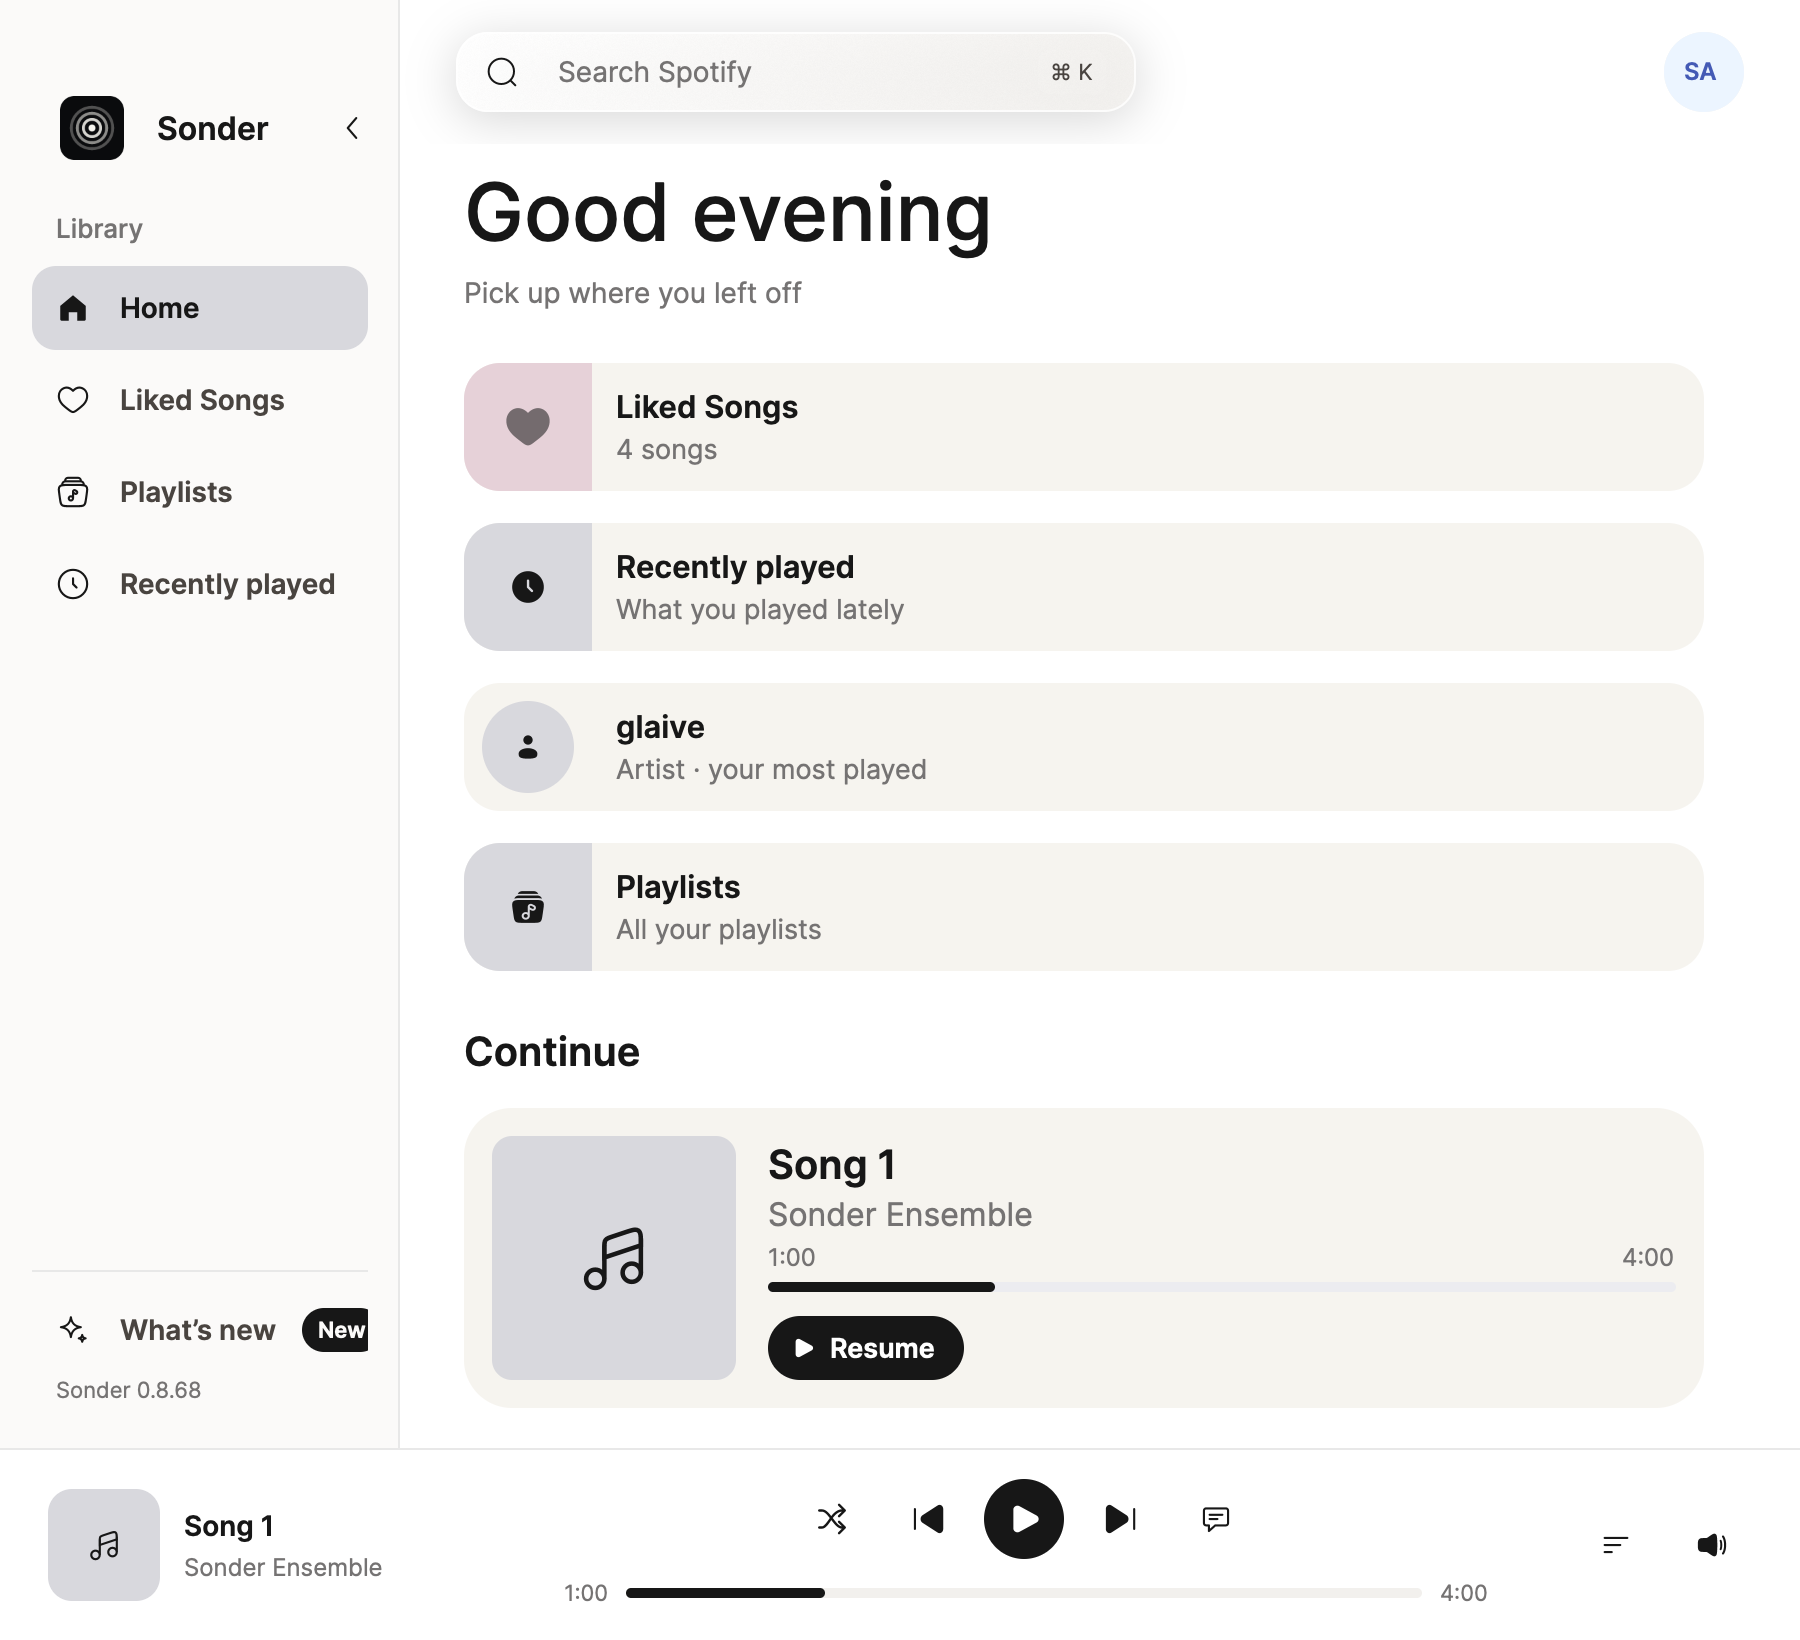 Sonder
Library
Home
Liked Songs
Playlists
Recently played
What’s new
New
Sonder 0.8.68
Search Spotify
⌘ K
SA
Good evening
Pick up where you left off
Liked Songs
4 songs
Recently played
What you played lately
glaive
Artist · your most played
Playlists
All your playlists
Continue
Song 1
Sonder Ensemble
1:00
4:00
Resume
Song 1
Sonder Ensemble
1:00
4:00